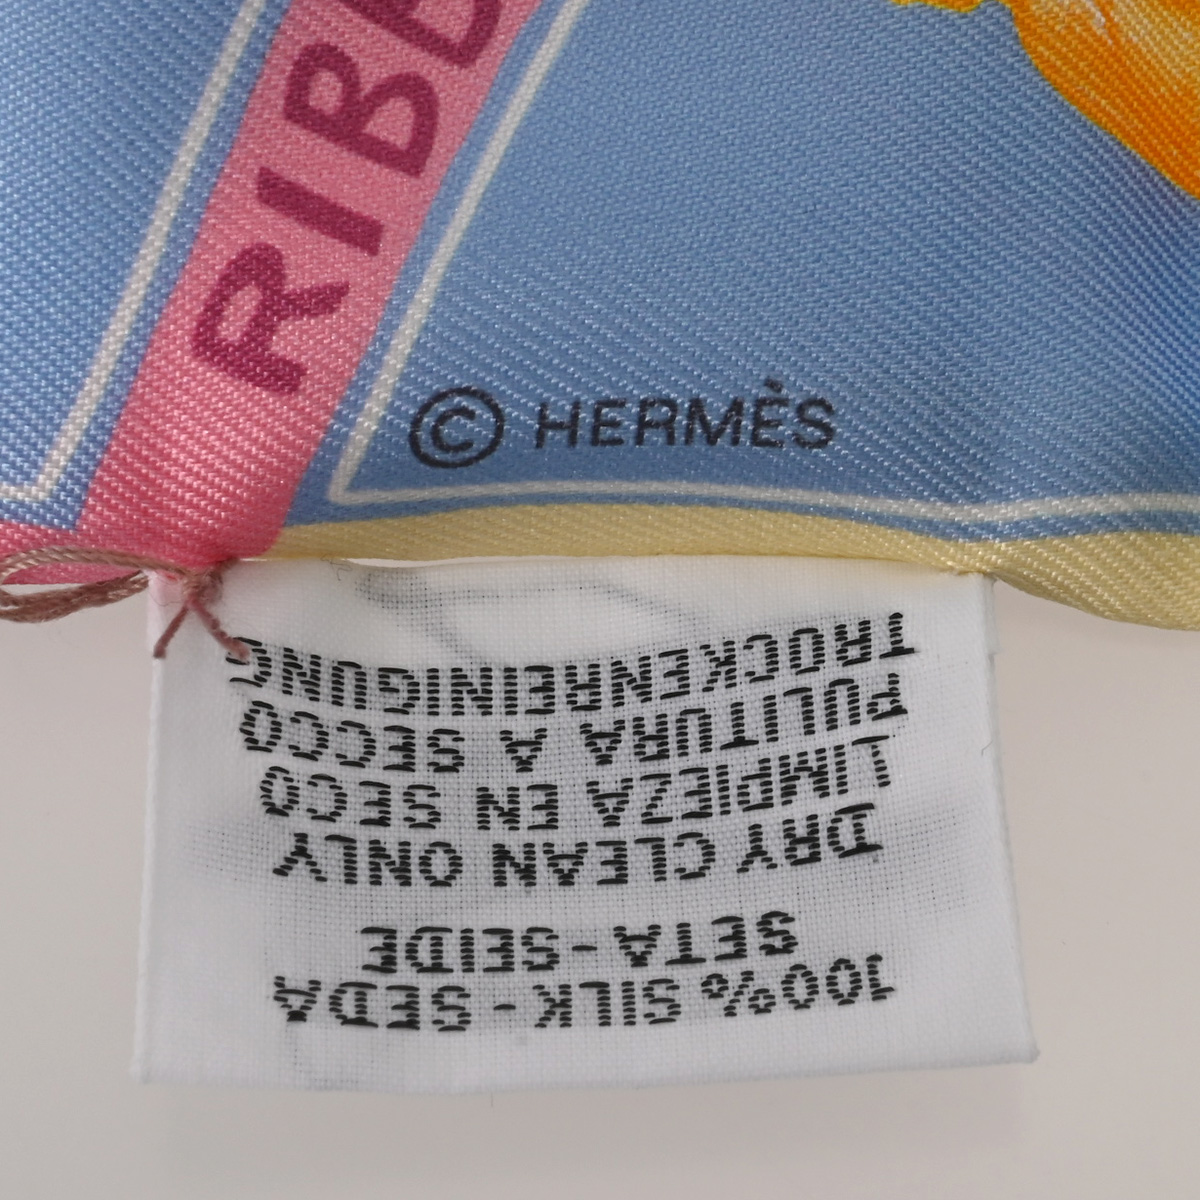 RIBB
© HERMÈS
100% SILK - SEDA
SETA - SEIDE
DRY CLEAN ONLY
LIMPIEZA EN SECO
PULITURA A SECCO
TROCKENREINIGUNG